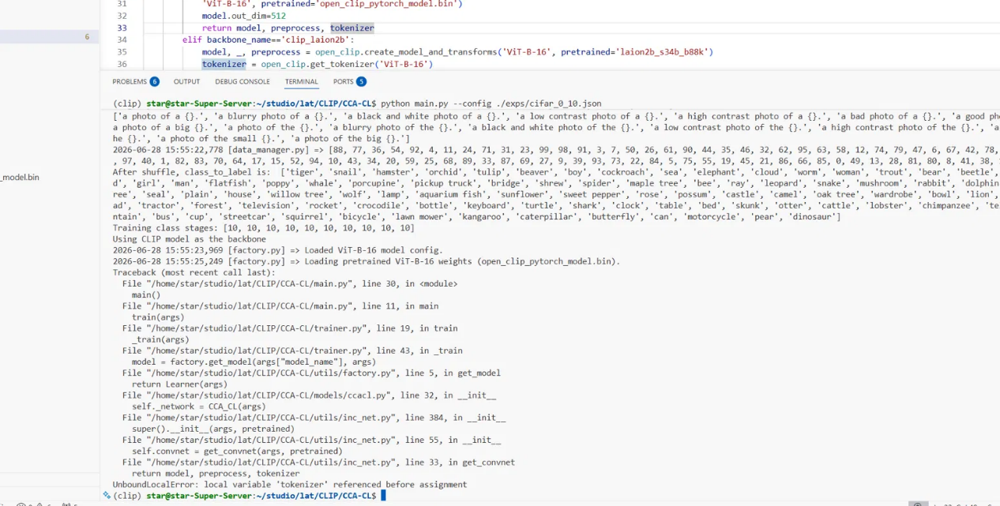 31 'ViT-B-16', pretrained='open_clip_pytorch_model.bin')
32 model.out_dim=512
33 return model, preprocess, tokenizer
34 elif backbone_name=='clip_laion2b':
35 model, _, preprocess = open_clip.create_model_and_transforms('ViT-B-16', pretrained='laion2b_s34b_b88k')
36 tokenizer = open_clip.get_tokenizer('ViT-B-16')
6
_model.bin
PROBLEMS 6 OUTPUT DEBUG CONSOLE TERMINAL PORTS 5
(clip) star@star-Super-Server:~/studio/lat/CLIP/CCA-CL$ python main.py --config ./exps/cifar_0_10.json
['a photo of a {}.', 'a blurry photo of a {}.', 'a black and white photo of a {}.', 'a low contrast photo of a {}.', 'a high contrast photo of a {}.', 'a bad photo of a {}.', 'a good pho
a photo of a big {}.', 'a photo of the {}.', 'a blurry photo of the {}.', 'a black and white photo of the {}.', 'a low contrast photo of the {}.', 'a high contrast photo of the {}.', 'a
he {}.', 'a photo of the small {}.', 'a photo of the big {}.']
2026-06-28 15:55:22,778 [data_manager.py] => [88, 77, 36, 54, 92, 4, 11, 24, 71, 31, 23, 99, 98, 91, 3, 7, 50, 26, 61, 90, 44, 35, 46, 32, 62, 95, 63, 58, 12, 74, 79, 47, 6, 67, 42, 78,
, 97, 40, 1, 82, 83, 70, 64, 17, 15, 52, 94, 10, 43, 34, 20, 59, 25, 68, 89, 33, 87, 69, 27, 9, 39, 93, 73, 22, 84, 5, 75, 55, 19, 45, 21, 86, 66, 85, 0, 49, 13, 28, 81, 80, 8, 41, 38,
After shuffle, class_to_label is: ['tiger', 'snail', 'hamster', 'orchid', 'tulip', 'beaver', 'boy', 'cockroach', 'sea', 'elephant', 'cloud', 'worm', 'woman', 'trout', 'bear', 'beetle',
d', 'girl', 'man', 'flatfish', 'poppy', 'whale', 'porcupine', 'pickup truck', 'bridge', 'shrew', 'spider', 'maple tree', 'bee', 'ray', 'leopard', 'snake', 'mushroom', 'rabbit', 'dolphin
ree', 'seal', 'plain', 'house', 'willow tree', 'wolf', 'lamp', 'aquarium fish', 'sunflower', 'sweet pepper', 'rose', 'possum', 'castle', 'camel', 'oak tree', 'wardrobe', 'bowl', 'lion',
ad', 'tractor', 'forest', 'television', 'rocket', 'crocodile', 'bottle', 'keyboard', 'turtle', 'shark', 'clock', 'table', 'bed', 'skunk', 'otter', 'cattle', 'lobster', 'chimpanzee', 'te
ntain', 'bus', 'cup', 'streetcar', 'squirrel', 'bicycle', 'lawn mower', 'kangaroo', 'caterpillar', 'butterfly', 'can', 'motorcycle', 'pear', 'dinosaur']
Training class stages: [10, 10, 10, 10, 10, 10, 10, 10, 10, 10]
Using CLIP model as the backbone
2026-06-28 15:55:23,969 [factory.py] => Loaded ViT-B-16 model config.
2026-06-28 15:55:25,249 [factory.py] => Loading pretrained ViT-B-16 weights (open_clip_pytorch_model.bin).
Traceback (most recent call last):
File "/home/star/studio/lat/CLIP/CCA-CL/main.py", line 30, in <module>
main()
File "/home/star/studio/lat/CLIP/CCA-CL/main.py", line 11, in main
train(args)
File "/home/star/studio/lat/CLIP/CCA-CL/trainer.py", line 19, in train
_train(args)
File "/home/star/studio/lat/CLIP/CCA-CL/trainer.py", line 43, in _train
model = factory.get_model(args["model_name"], args)
File "/home/star/studio/lat/CLIP/CCA-CL/utils/factory.py", line 5, in get_model
return Learner(args)
File "/home/star/studio/lat/CLIP/CCA-CL/models/ccacl.py", line 32, in __init__
self._network = CCA_CL(args)
File "/home/star/studio/lat/CLIP/CCA-CL/utils/inc_net.py", line 384, in __init__
super().__init__(args, pretrained)
File "/home/star/studio/lat/CLIP/CCA-CL/utils/inc_net.py", line 55, in __init__
self.convnet = get_convnet(args, pretrained)
File "/home/star/studio/lat/CLIP/CCA-CL/utils/inc_net.py", line 33, in get_convnet
return model, preprocess, tokenizer
UnboundLocalError: local variable 'tokenizer' referenced before assignment
(clip) star@star-Super-Server:~/studio/lat/CLIP/CCA-CL$